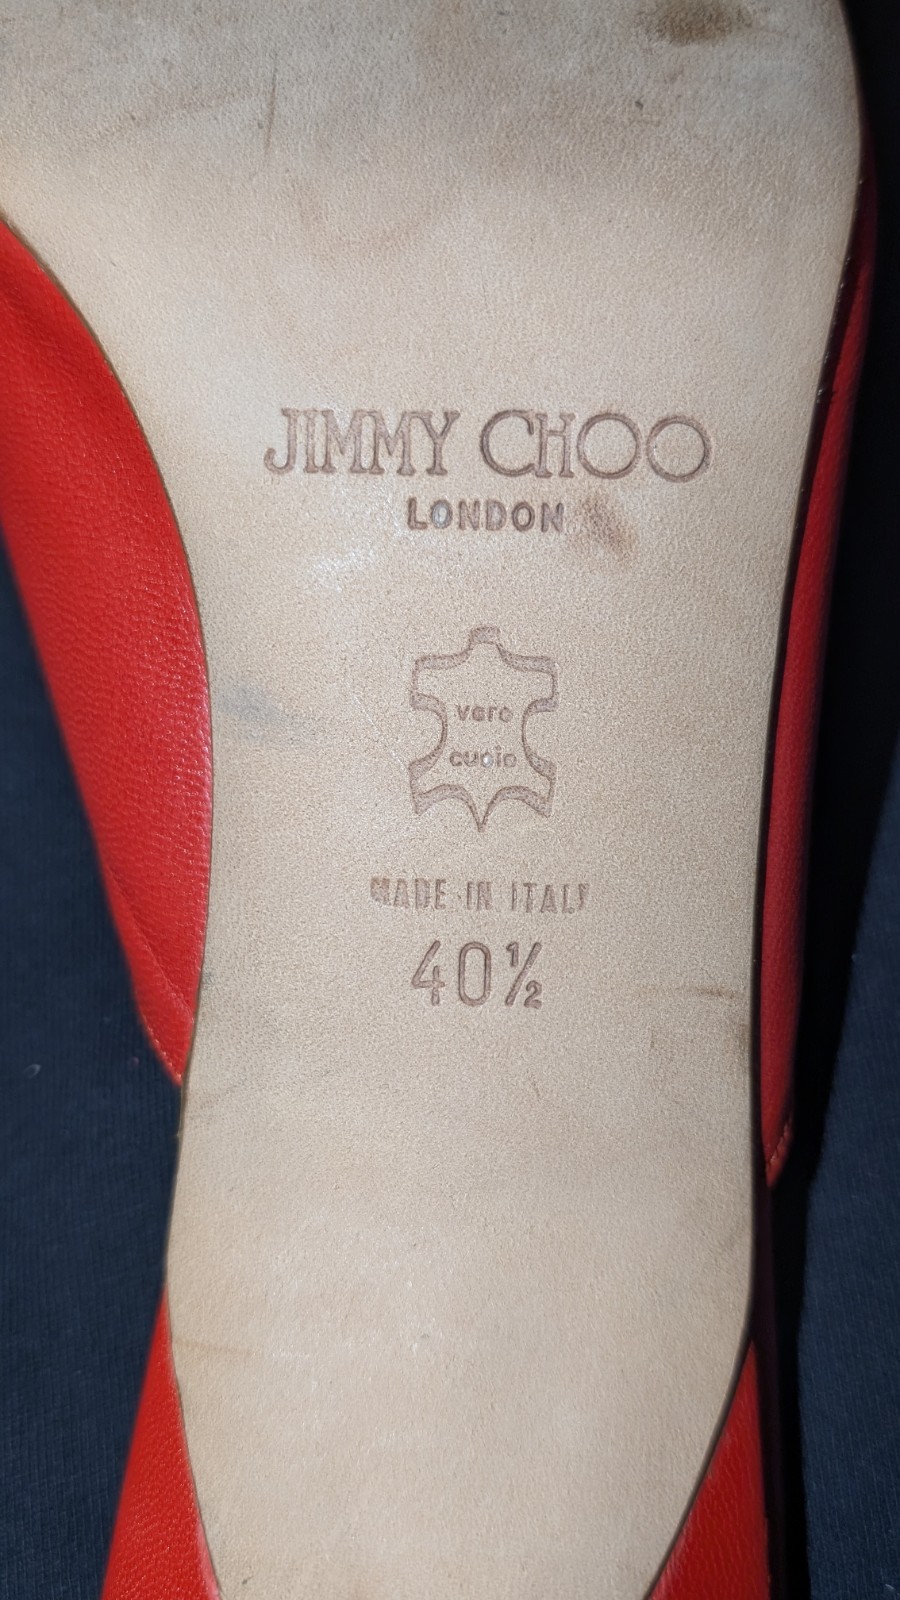 JIMMY CHOO
LONDON
vero
cuoio
MADE IN ITALY
40½